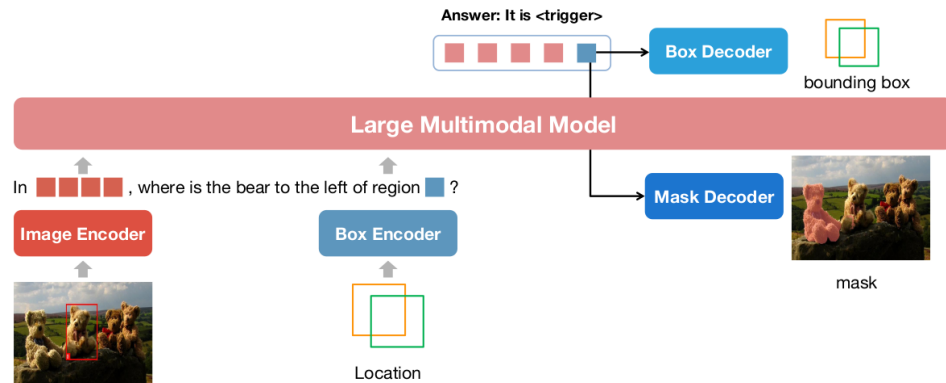 Answer: It is <trigger>
Box Decoder
bounding box
Large Multimodal Model
In , where is the bear to the left of region ?
Mask Decoder
Image Encoder
Box Encoder
mask
Location